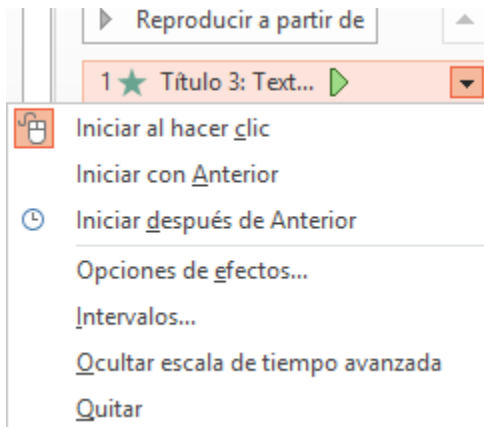 Reproducir a partir de
1 Título 3: Text...
Iniciar al hacer clic
Iniciar con Anterior
Iniciar después de Anterior
Opciones de efectos...
Intervalos...
Ocultar escala de tiempo avanzada
Quitar